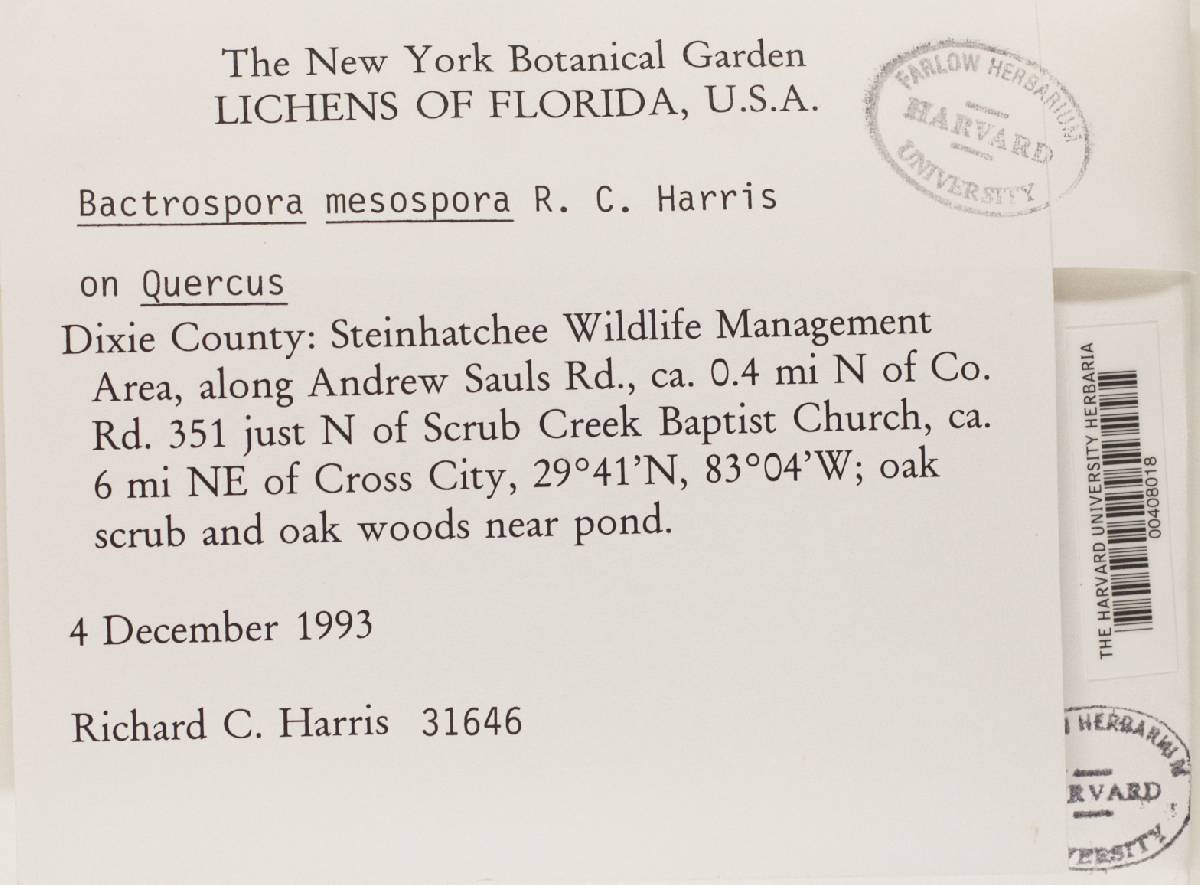 The New York Botanical Garden
LICHENS OF FLORIDA, U.S.A.
FARLOW HERBARIUM
HARVARD
UNIVERSITY
Bactrospora mesospora R. C. Harris
on Quercus
Dixie County: Steinhatchee Wildlife Management
Area, along Andrew Sauls Rd., ca. 0.4 mi N of Co.
Rd. 351 just N of Scrub Creek Baptist Church, ca.
6 mi NE of Cross City, 29°41'N, 83°04'W; oak
scrub and oak woods near pond.
4 December 1993
Richard C. Harris 31646
THE HARVARD UNIVERSITY HERBARIA
00408018
HERBARIUM
RVARD
VERSITY